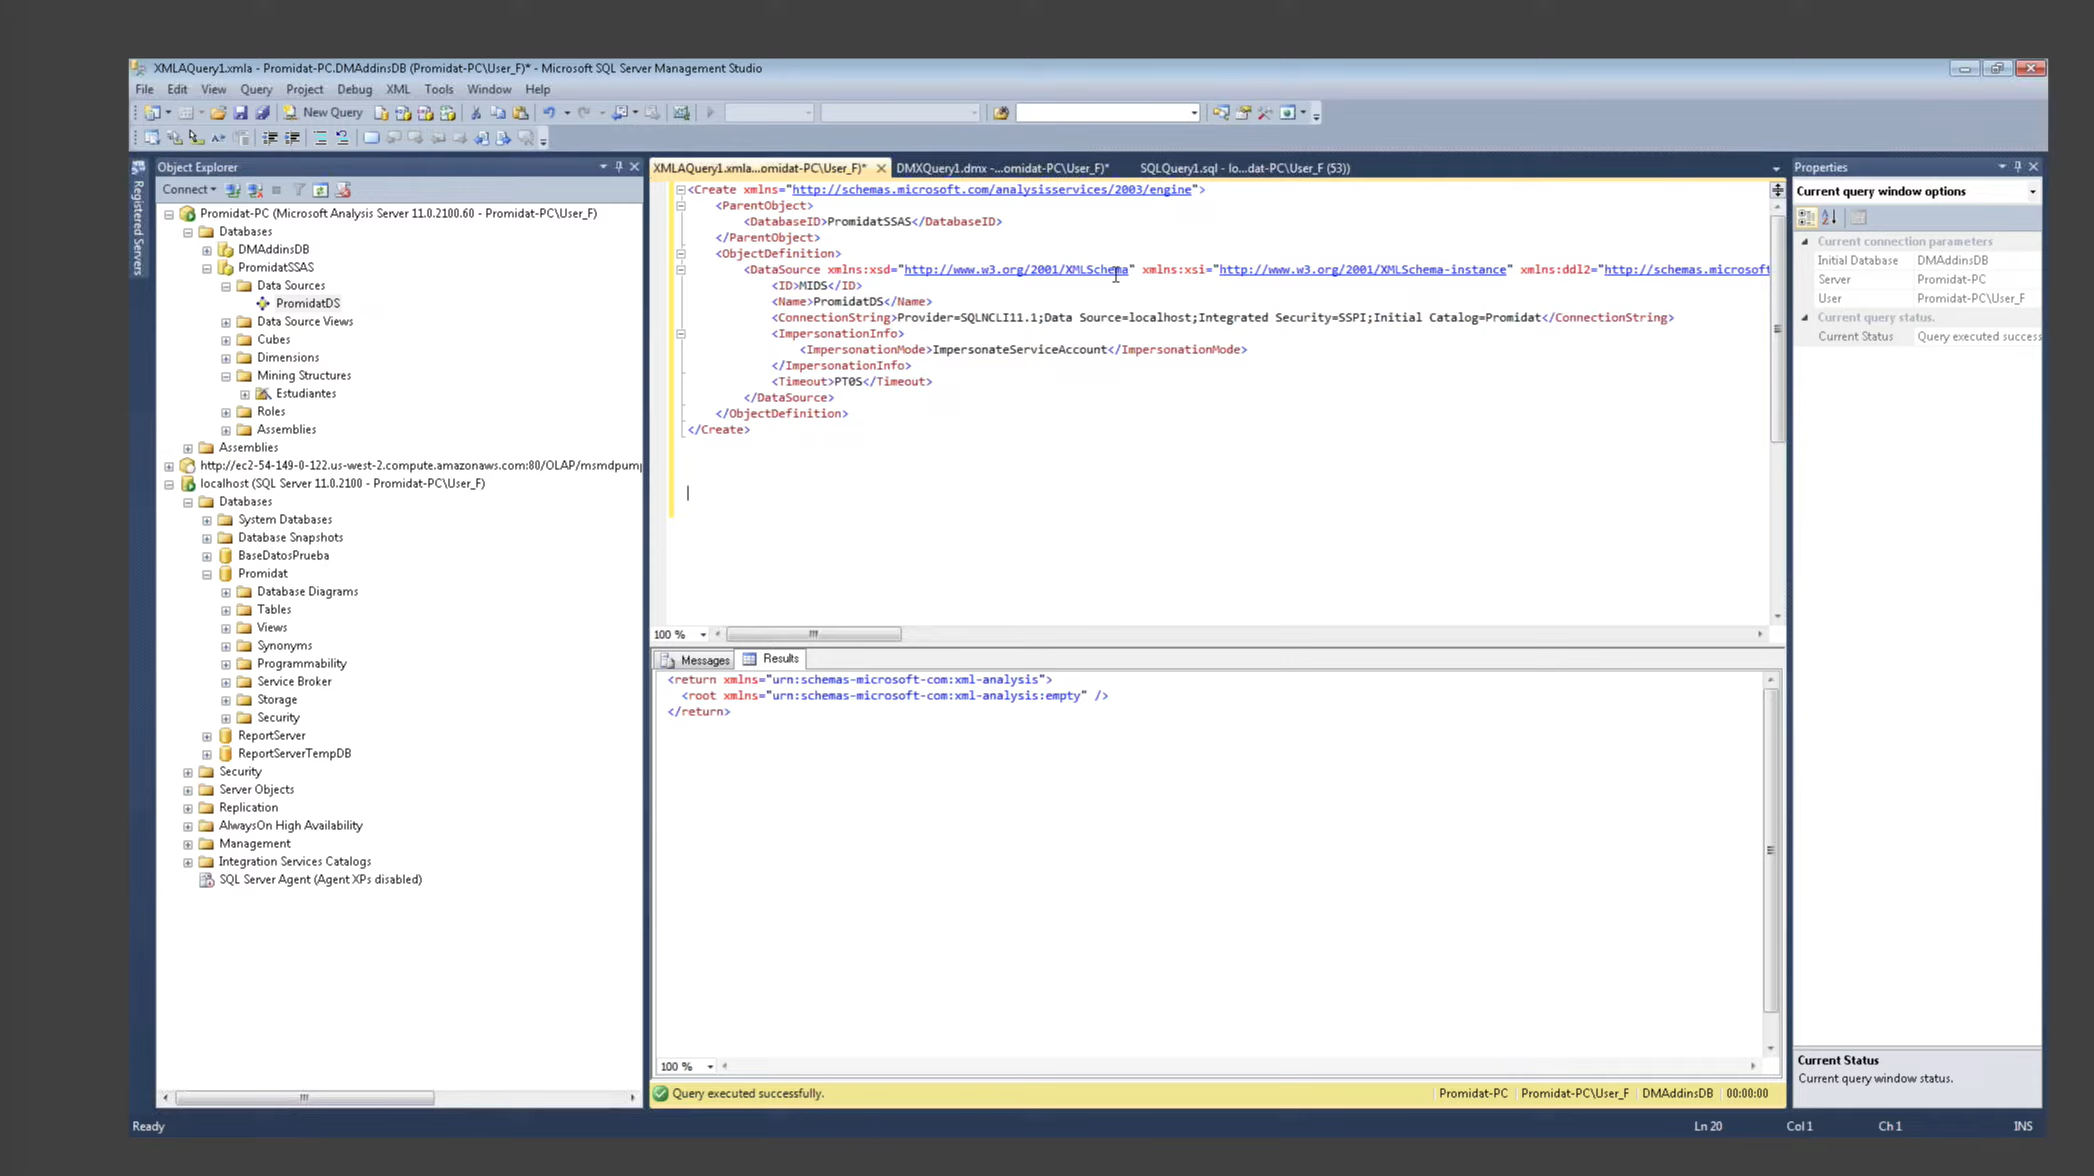 XMLAQuery1.xmla - Promidat-PC.DMAddinsDB (Promidat-PC\User_F)* - Microsoft SQL Server Management Studio
File Edit View Query Project Debug XML Tools Window Help
New Query
Registered Servers
Object Explorer
Connect
Promidat-PC (Microsoft Analysis Server 11.0.2100.60 - Promidat-PC\User_F)
Databases
DMAddinsDB
PromidatSSAS
Data Sources
PromidatDS
Data Source Views
Cubes
Dimensions
Mining Structures
Estudiantes
Roles
Assemblies
Assemblies
http://ec2-54-149-0-122.us-west-2.compute.amazonaws.com:80/OLAP/msmdpump
localhost (SQL Server 11.0.2100 - Promidat-PC\User_F)
Databases
System Databases
Database Snapshots
BaseDatosPrueba
Promidat
Database Diagrams
Tables
Views
Synonyms
Programmability
Service Broker
Storage
Security
ReportServer
ReportServerTempDB
Security
Server Objects
Replication
AlwaysOn High Availability
Management
Integration Services Catalogs
SQL Server Agent (Agent XPs disabled)
XMLAQuery1.xmla...omidat-PC\User_F)* DMXQuery1.dmx -...omidat-PC\User_F)* SQLQuery1.sql - lo...dat-PC\User_F (53))
<Create xmlns="http://schemas.microsoft.com/analysisservices/2003/engine">
<ParentObject>
<DatabaseID>PromidatSSAS</DatabaseID>
</ParentObject>
<ObjectDefinition>
<DataSource xmlns:xsd="http://www.w3.org/2001/XMLSchema" xmlns:xsi="http://www.w3.org/2001/XMLSchema-instance" xmlns:ddl2="http://schemas.microsoft
<ID>MIDS</ID>
<Name>PromidatDS</Name>
<ConnectionString>Provider=SQLNCLI11.1;Data Source=localhost;Integrated Security=SSPI;Initial Catalog=Promidat</ConnectionString>
<ImpersonationInfo>
<ImpersonationMode>ImpersonateServiceAccount</ImpersonationMode>
</ImpersonationInfo>
<Timeout>PT0S</Timeout>
</DataSource>
</ObjectDefinition>
</Create>
100 %
Messages Results
<return xmlns="urn:schemas-microsoft-com:xml-analysis">
<root xmlns="urn:schemas-microsoft-com:xml-analysis:empty" />
</return>
100 %
Query executed successfully. Promidat-PC Promidat-PC\User_F DMAddinsDB 00:00:00
Properties
Current query window options
Current connection parameters
Initial Database DMAddinsDB
Server Promidat-PC
User Promidat-PC\User_F
Current query status.
Current Status Query executed success
Current Status
Current query window status.
Ready Ln 20 Col 1 Ch 1 INS